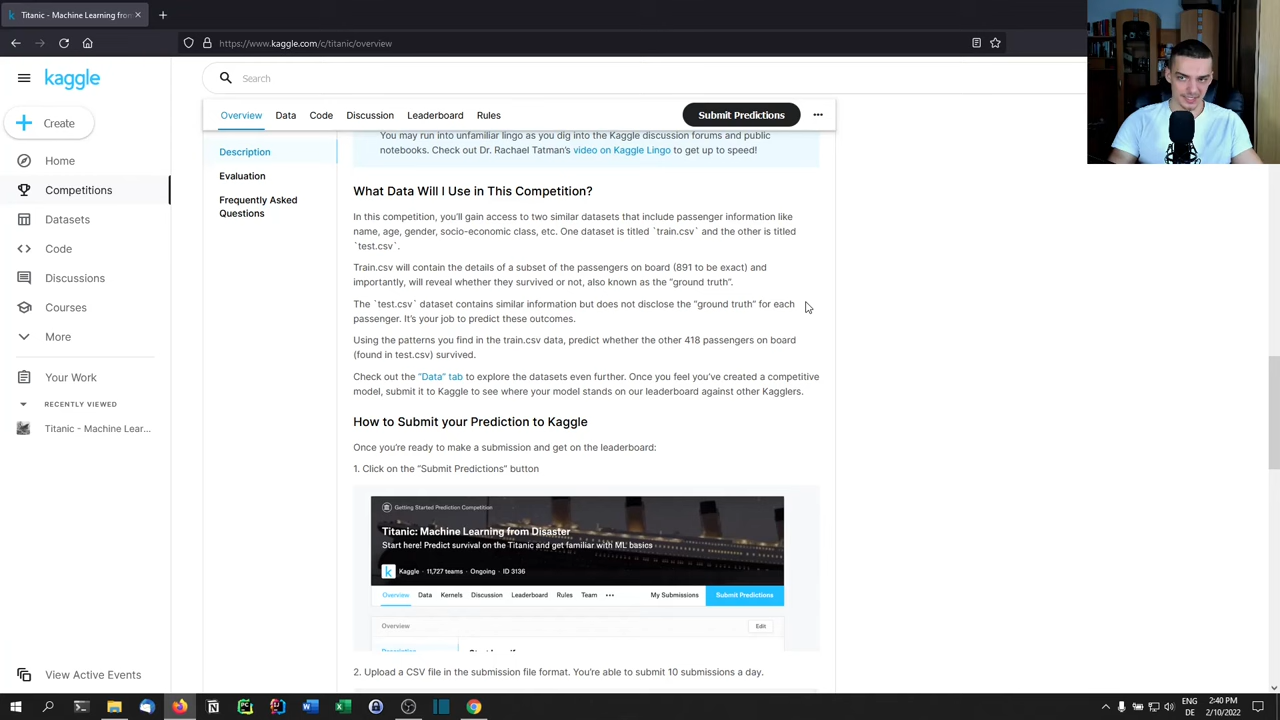 Titanic - Machine Learning from
https://www.kaggle.com/c/titanic/overview
kaggle
Search
Create
Home
Competitions
Datasets
Code
Discussions
Courses
More
Your Work
RECENTLY VIEWED
Titanic - Machine Lear...
View Active Events
Overview
Data
Code
Discussion
Leaderboard
Rules
Submit Predictions
Description
Evaluation
Frequently Asked
Questions
You may run into unfamiliar lingo as you dig into the Kaggle discussion forums and public
notebooks. Check out Dr. Rachael Tatman's video on Kaggle Lingo to get up to speed!
What Data Will I Use in This Competition?
In this competition, you'll gain access to two similar datasets that include passenger information like
name, age, gender, socio-economic class, etc. One dataset is titled `train.csv` and the other is titled
`test.csv`.
Train.csv will contain the details of a subset of the passengers on board (891 to be exact) and
importantly, will reveal whether they survived or not, also known as the “ground truth”.
The `test.csv` dataset contains similar information but does not disclose the “ground truth” for each
passenger. It's your job to predict these outcomes.
Using the patterns you find in the train.csv data, predict whether the other 418 passengers on board
(found in test.csv) survived.
Check out the “Data” tab to explore the datasets even further. Once you feel you've created a competitive
model, submit it to Kaggle to see where your model stands on our leaderboard against other Kagglers.
How to Submit your Prediction to Kaggle
Once you're ready to make a submission and get on the leaderboard:
1. Click on the “Submit Predictions” button
Getting Started Prediction Competition
Titanic: Machine Learning from Disaster
Start here! Predict survival on the Titanic and get familiar with ML basics
k Kaggle · 11,727 teams · Ongoing · ID 3136
Overview Data Kernels Discussion Leaderboard Rules Team ••• My Submissions Submit Predictions
Overview Edit
2. Upload a CSV file in the submission file format. You're able to submit 10 submissions a day.
ENG
DE
2:40 PM
2/10/2022